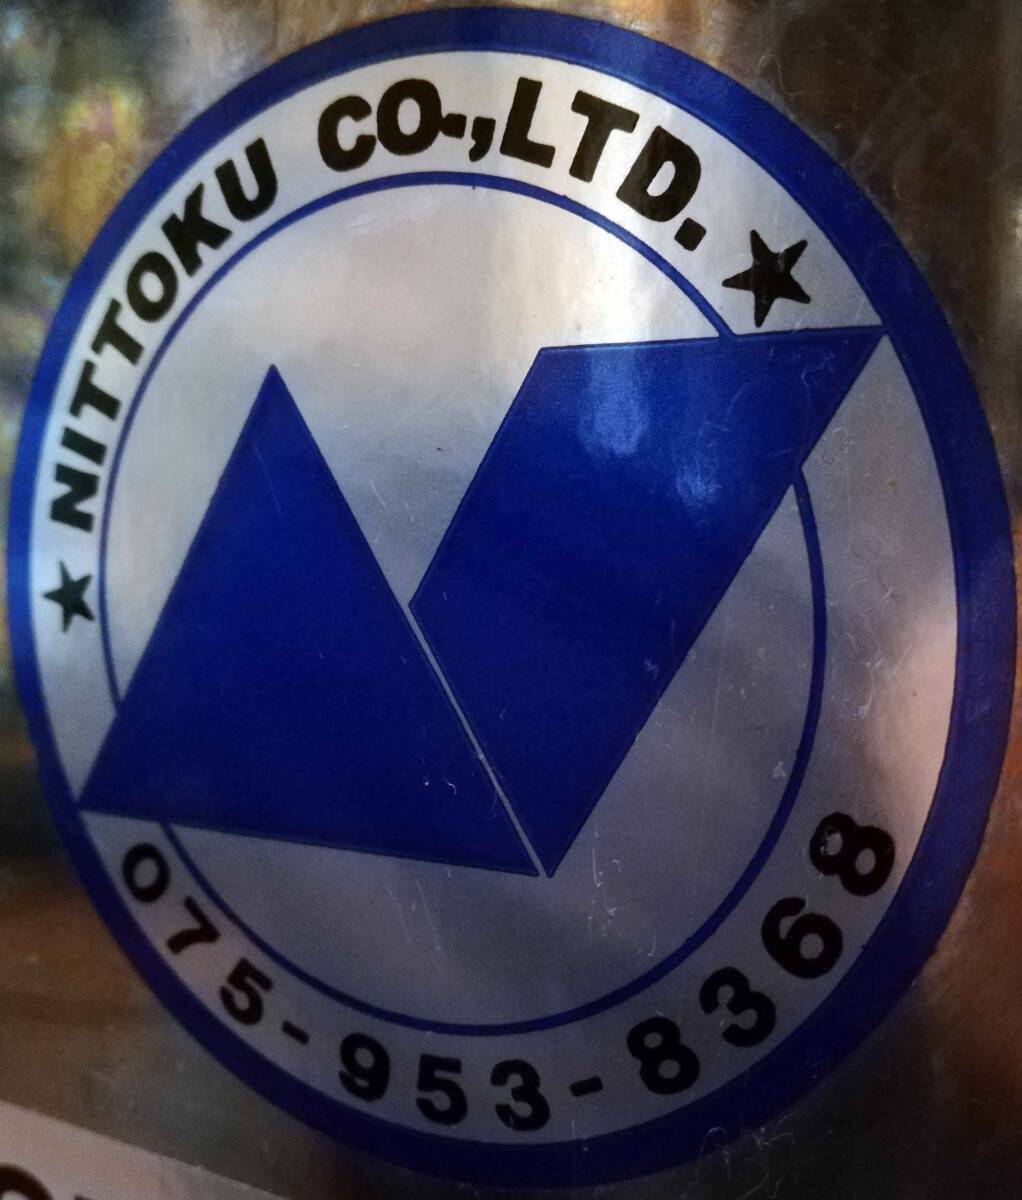 ★ NITTOKU CO-.,LTD. ★
075-953-8368